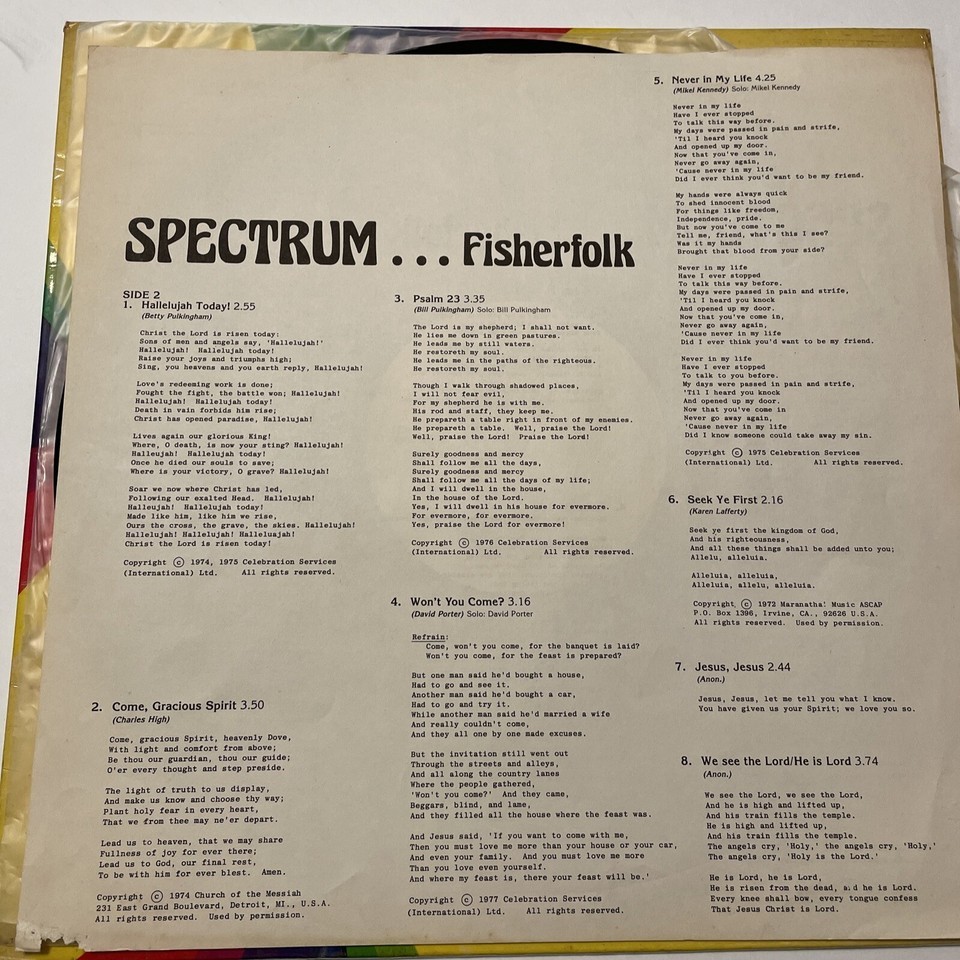 SPECTRUM . . . Fisherfolk
SIDE 2
1. Hallelujah Today! 2.55
(Betty Pulkingham)
Christ the Lord is risen today;
Sons of men and angels say, 'Hallelujah!'
Hallelujah! Hallelujah today!
Raise your joys and triumphs high;
Sing, you heavens and you earth reply, Hallelujah!
Love's redeeming work is done;
Fought the fight, the battle won; Hallelujah!
Hallelujah! Hallelujah today!
Death in vain forbids him rise;
Christ has opened paradise, Hallelujah!
Lives again our glorious King!
Where, O death, is now your sting? Hallelujah!
Halleujah! Hallelujah today!
Once he died our souls to save;
Where is your victory, O grave? Hallelujah!
Soar we now where Christ has led,
Following our exalted Head. Hallelujah!
Halleujah! Hallelujah today!
Made like him, like him we rise,
Ours the cross, the grave, the skies. Hallelujah!
Hallelujah! Hallelujah! Halleluajah!
Christ the Lord is risen today!
Copyright © 1974, 1975 Celebration Services
(International) Ltd. All rights reserved.
2. Come, Gracious Spirit 3.50
(Charles High)
Come, gracious Spirit, heavenly Dove,
With light and comfort from above;
Be thou our guardian, thou our guide;
O'er every thought and step preside.
The light of truth to us display,
And make us know and choose thy way;
Plant holy fear in every heart,
That we from thee may ne'er depart.
Lead us to heaven, that we may share
Fullness of joy for ever there;
Lead us to God, our final rest,
To be with him for ever blest. Amen.
Copyright © 1974 Church of the Messiah
231 East Grand Boulevard, Detroit, MI., U.S.A.
All rights reserved. Used by permission.
3. Psalm 23 3.35
(Bill Pulkingham) Solo: Bill Pulkingham
The Lord is my shepherd; I shall not want.
He lies me down in green pastures.
He leads me by still waters.
He restoreth my soul.
He leads me in the paths of the righteous.
He restoreth my soul.
Though I walk through shadowed places,
I will not fear evil,
For my shepherd he is with me.
His rod and staff, they keep me.
He prepareth a table right in front of my enemies.
He prepareth a table. Well, praise the Lord!
Well, praise the Lord! Praise the Lord!
Surely goodness and mercy
Shall follow me all the days,
Surely goodness and mercy
Shall follow me all the days of my life;
And I will dwell in the house,
In the house of the Lord.
Yes, I will dwell in his house for evermore.
For evermore, for evermore.
Yes, praise the Lord for evermore!
Copyright © 1976 Celebration Services
(International) Ltd. All rights reserved.
4. Won't You Come? 3.16
(David Porter) Solo: David Porter
Refrain:
Come, won't you come, for the banquet is laid?
Won't you come, for the feast is prepared?
But one man said he'd bought a house,
Had to go and see it.
Another man said he'd bought a car,
Had to go and try it.
While another man said he'd married a wife
And really couldn't come,
And they all one by one made excuses.
But the invitation still went out
Through the streets and alleys,
And all along the country lanes
Where the people gathered,
'Won't you come?' And they came,
Beggars, blind, and lame,
And they filled all the house where the feast was.
And Jesus said, 'If you want to come with me,
Then you must love me more than your house or your car,
And even your family. And you must love me more
Than you love even yourself.
And where my feast is, there your feast will be.'
Copyright © 1977 Celebration Services
(International) Ltd. All rights reserved.
5. Never in My Life 4.25
(Mikel Kennedy) Solo: Mikel Kennedy
Never in my life
Have I ever stopped
To talk this way before.
My days were passed in pain and strife,
'Til I heard you knock
And opened up my door.
Now that you've come in,
Never go away again,
'Cause never in my life
Did I ever think you'd want to be my friend.
My hands were always quick
To shed innocent blood
For things like freedom,
Independence, pride.
But now you've come to me
Tell me, friend, what's this I see?
Was it my hands
Brought that blood from your side?
Never in my life
Have I ever stopped
To talk this way before.
My days were passed in pain and strife,
'Til I heard you knock
And opened up my door.
Now that you've come in,
Never go away again,
'Cause never in my life
Did I ever think you'd want to be my friend.
Never in my life
Have I ever stopped
To talk to you before.
My days were passed in pain and strife,
'Til I heard you knock
And opened up my door.
Now that you've come in
Never go away again,
'Cause never in my life
Did I know someone could take away my sin.
Copyright © 1975 Celebration Services
(International) Ltd. All rights reserved.
6. Seek Ye First 2.16
(Karen Lafferty)
Seek ye first the kingdom of God,
And his righteousness,
And all these things shall be added unto you;
Allelu, alleluia.
Alleluia, alleluia,
Alleluia, allelu, alleluia.
Copyright © 1972 Maranatha! Music ASCAP
P.O. Box 1396, Irvine, CA., 92626 U.S.A.
All rights reserved. Used by permission.
7. Jesus, Jesus 2.44
(Anon.)
Jesus, Jesus, let me tell you what I know.
You have given us your Spirit; we love you so.
8. We see the Lord/He is Lord 3.74
(Anon.)
We see the Lord, we see the Lord,
And he is high and lifted up,
And his train fills the temple.
He is high and lifted up,
And his train fills the temple.
The angels cry, 'Holy,' the angels cry, 'Holy,'
The angels cry, 'Holy is the Lord.'
He is Lord, he is Lord,
He is risen from the dead, and he is Lord.
Every knee shall bow, every tongue confess
That Jesus Christ is Lord.